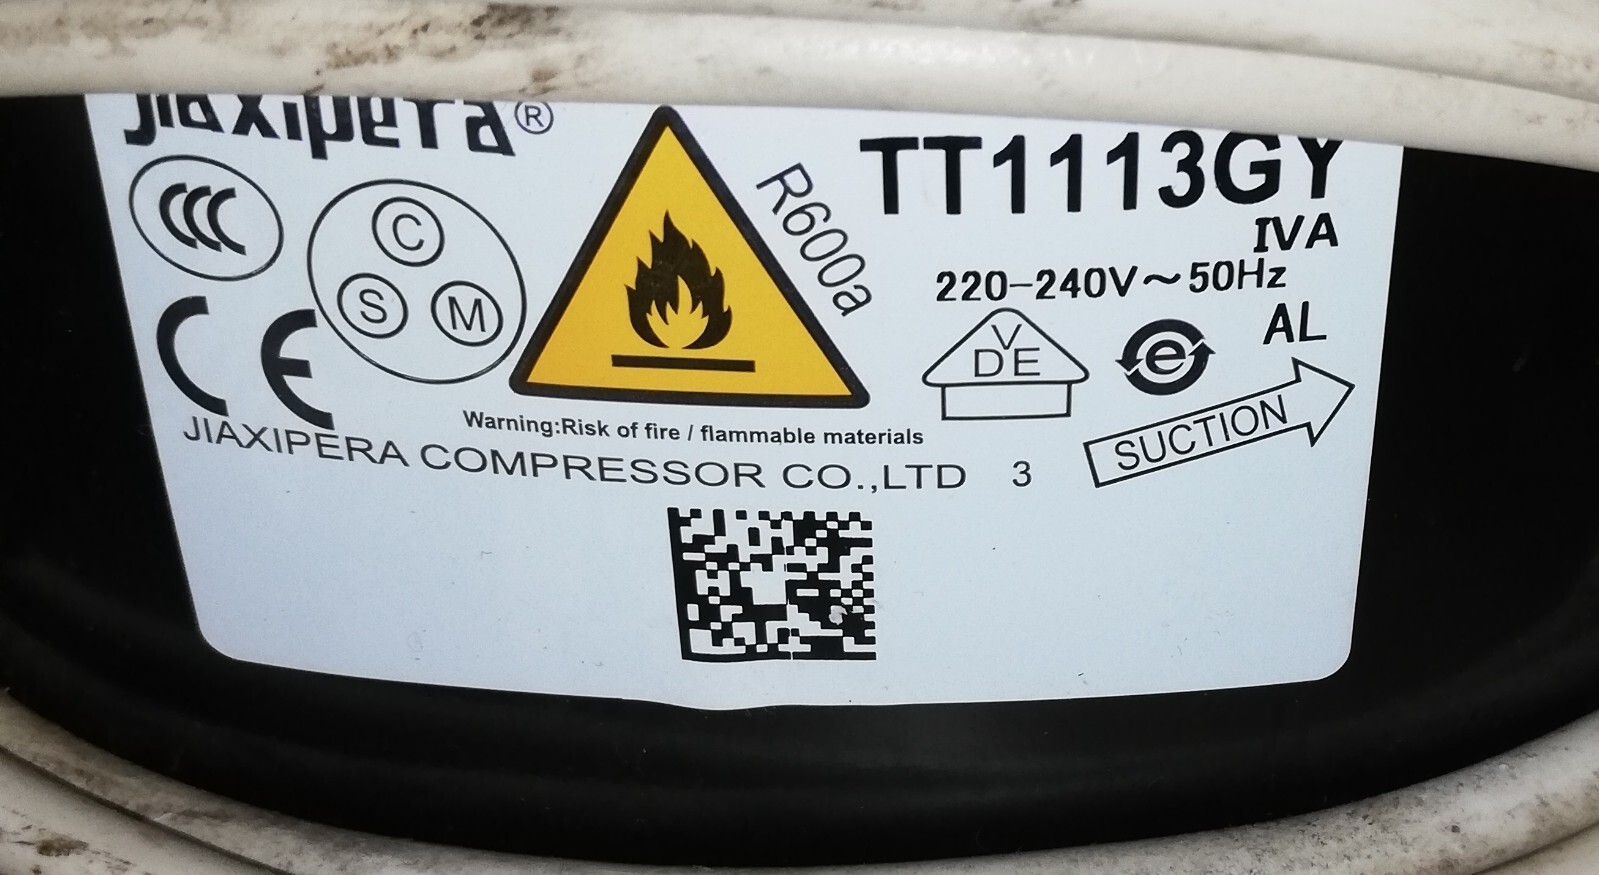 Jiaxipera®
CCC
C
S M
CE
R600a
TT1113GY
IVA
220-240V~50Hz
VDE
e
AL
SUCTION
Warning:Risk of fire / flammable materials
JIAXIPERA COMPRESSOR CO.,LTD 3